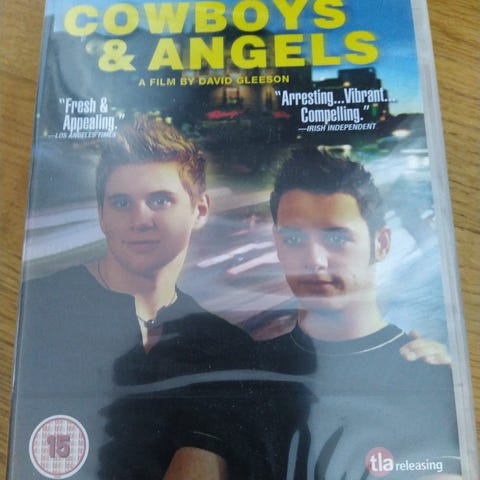 COWBOYS
& ANGELS
A FILM BY DAVID GLEESON
"Fresh &
Appealing."
—LOS ANGELES TIMES
"Arresting...Vibrant...
Compelling."
—IRISH INDEPENDENT
15
tla releasing